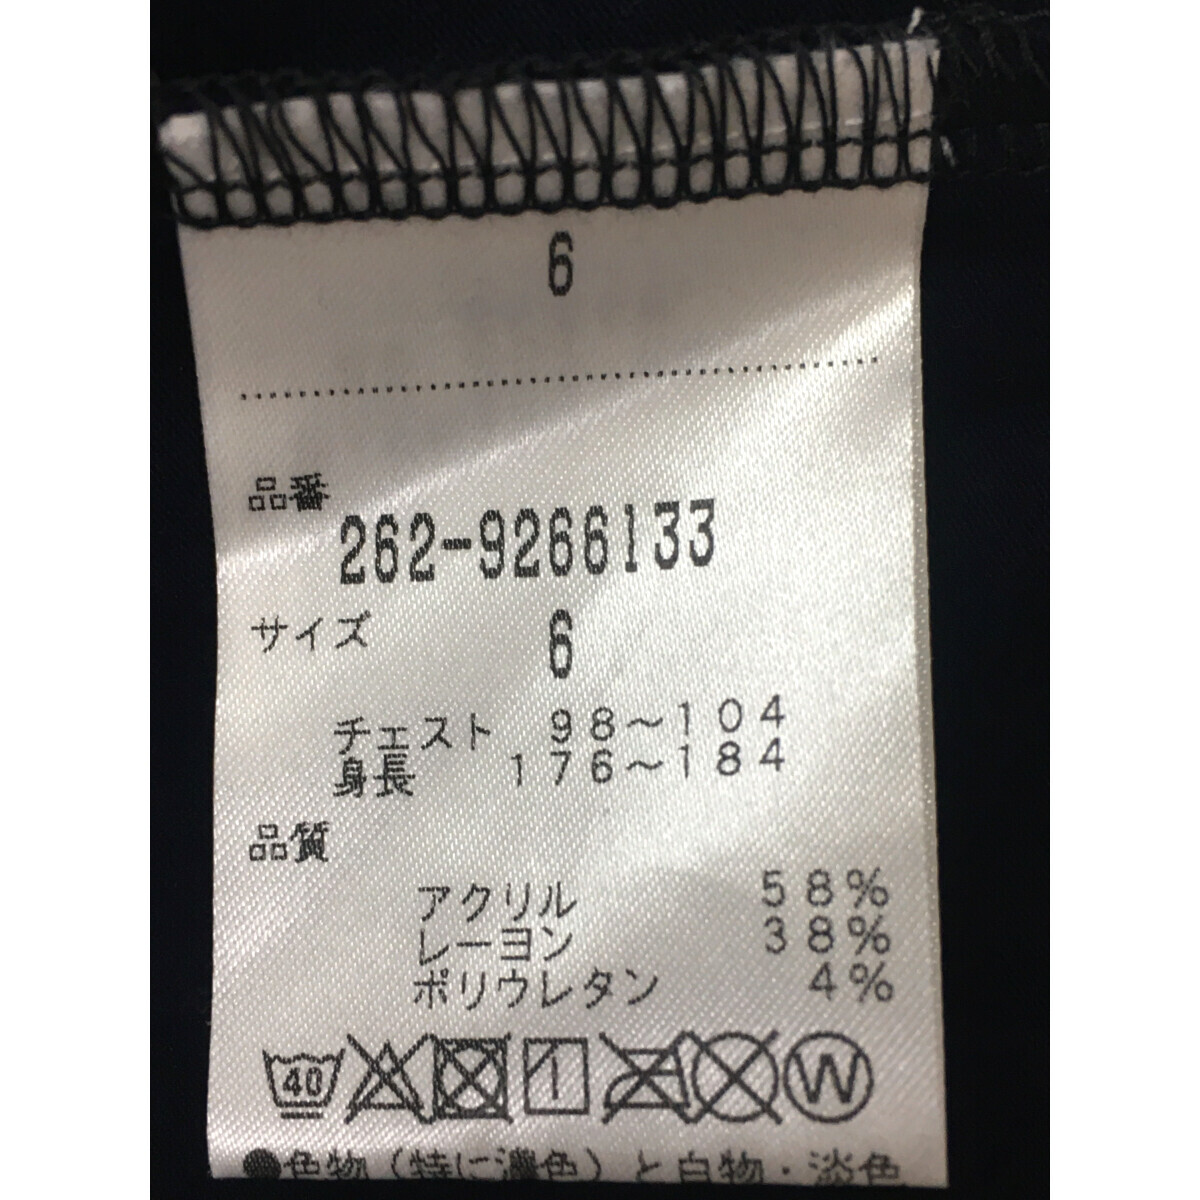 6
品番
262-9266133
サイズ 6
チェスト 98～104
身長 176～184
品質
アクリル 58%
レーヨン 38%
ポリウレタン 4%
40 W
●色物(特に濃色)と白物・淡色